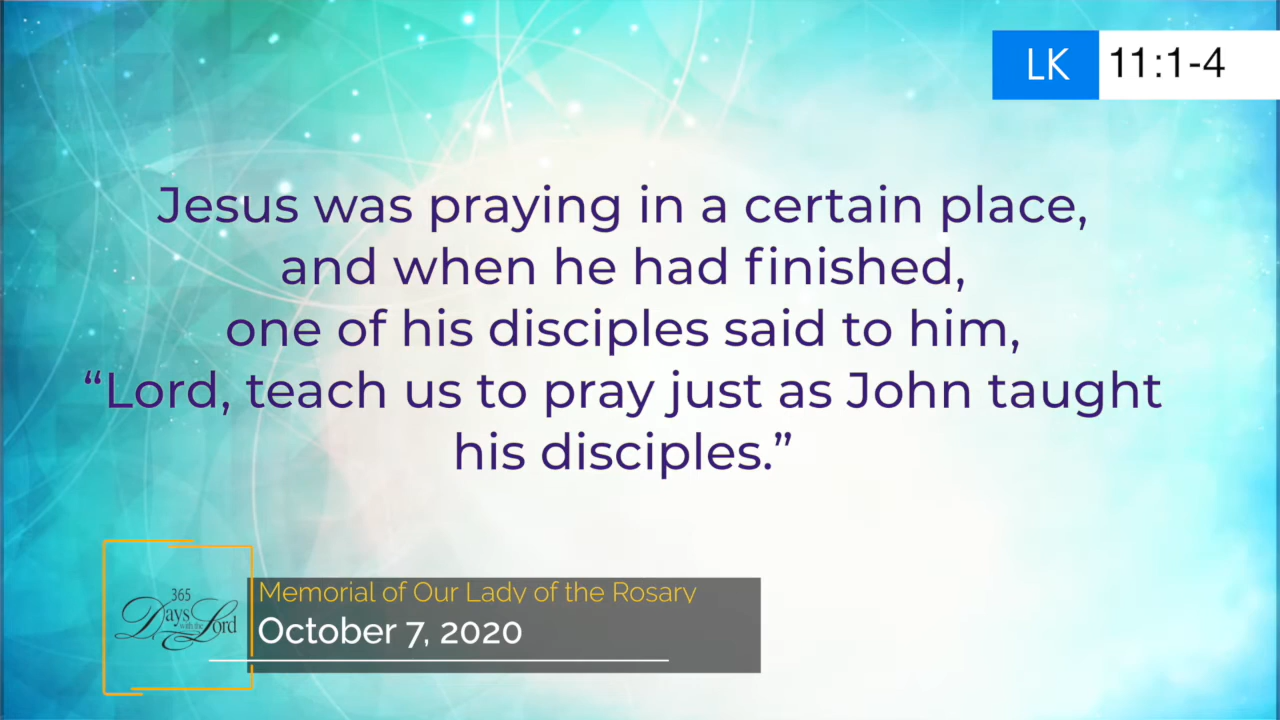 LK 11:1-4
Jesus was praying in a certain place,
and when he had finished,
one of his disciples said to him,
“Lord, teach us to pray just as John taught
his disciples.”
365
Days with the Lord
Memorial of Our Lady of the Rosary
October 7, 2020